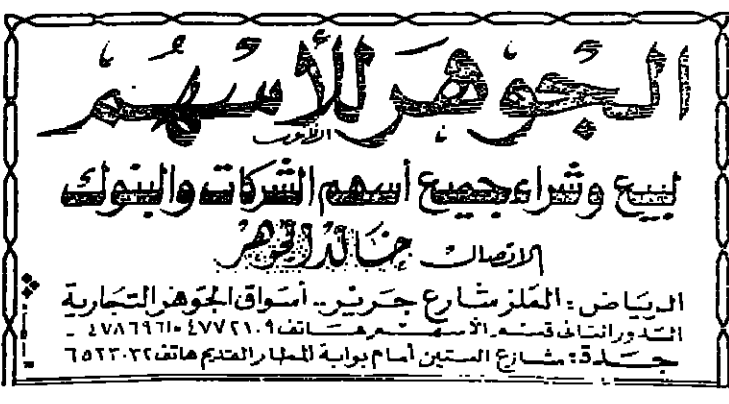 الجوهر للأسهم
لبيع وشراء جميع أسهم الشركات والبنوك
الاتصال خالد الجوهر
الرياض: الملز شارع جرير.. أسواق الجوهر التجارية
الدور الثاني قسم الأسهم هاتف ٤٧٧٢١٠٩ - ٤٧٨٦٩٦١ -
جدة: شارع الستين أمام بوابة المطار القديم هاتف ٦٥٢٣٠٣٢